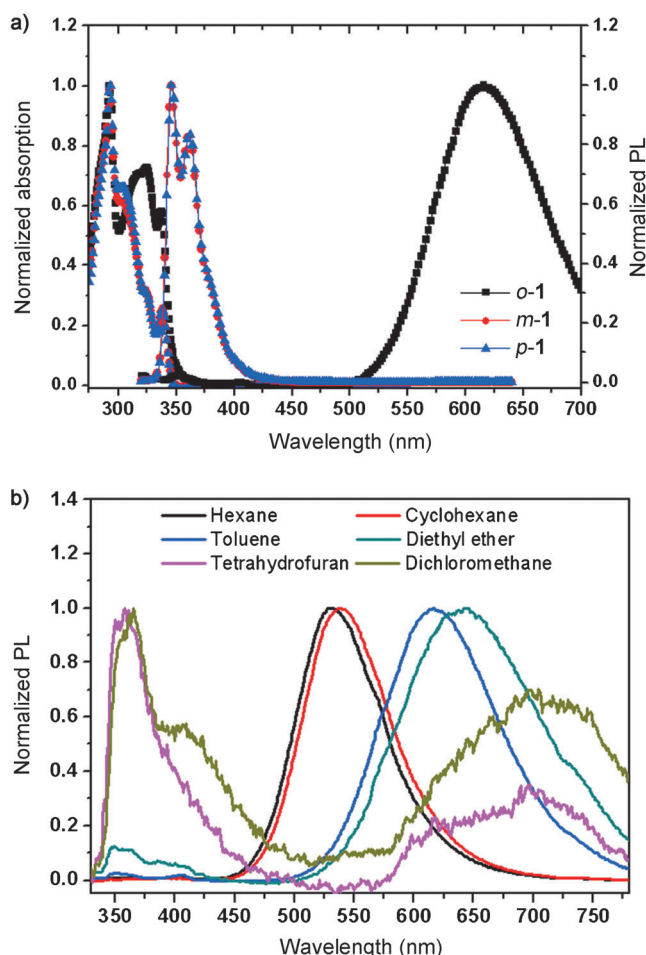 a)
1.2
1.0
0.8
0.6
0.4
0.2
0.0
Normalized absorption
1.2
1.0
0.8
0.6
0.4
0.2
0.0
Normalized PL
o-1
m-1
p-1
300 350 400 450 500 550 600 650 700
Wavelength (nm)
b)
1.4
1.2
1.0
0.8
0.6
0.4
0.2
0.0
Normalized PL
Hexane Cyclohexane
Toluene Diethyl ether
Tetrahydrofuran Dichloromethane
350 400 450 500 550 600 650 700 750
Wavelength (nm)